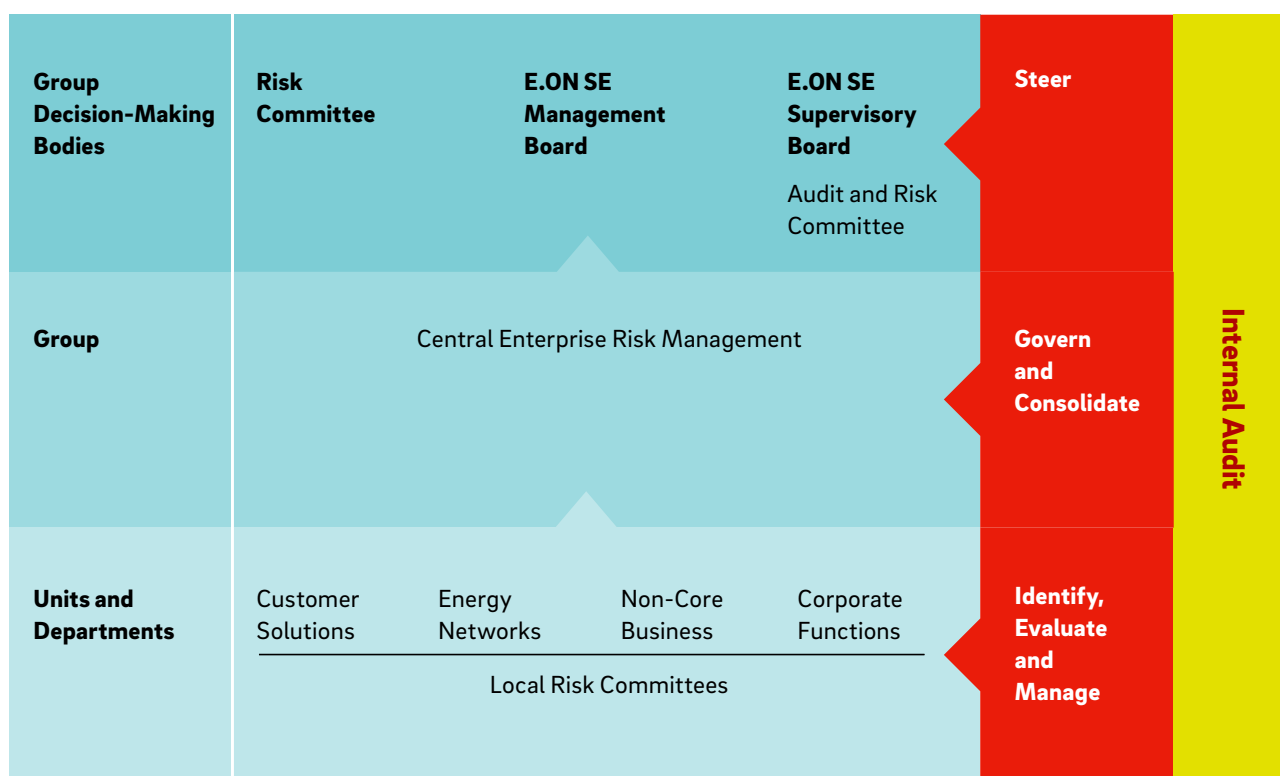 Group
Decision-Making
Bodies
Risk
Committee
E.ON SE
Management
Board
E.ON SE
Supervisory
Board
Audit and Risk
Committee
Steer
Group
Central Enterprise Risk Management
Govern
and
Consolidate
Units and
Departments
Customer
Solutions
Energy
Networks
Non-Core
Business
Corporate
Functions
Local Risk Committees
Identify,
Evaluate
and
Manage
Internal Audit